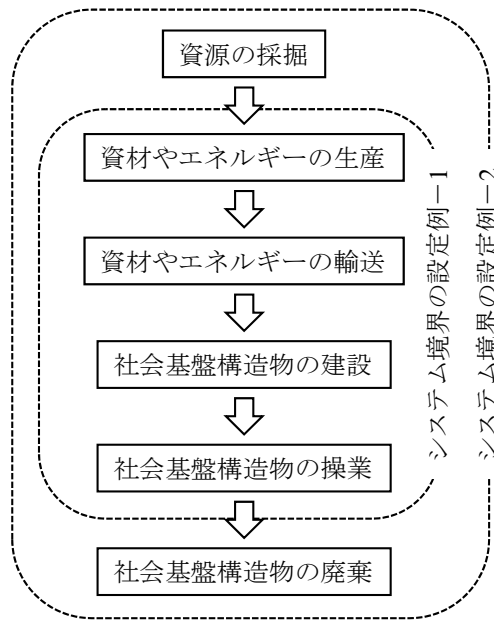 資源の採掘
資材やエネルギーの生産
資材やエネルギーの輸送
社会基盤構造物の建設
社会基盤構造物の操業
社会基盤構造物の廃棄
システム境界の設定例－1
システム境界の設定例－2